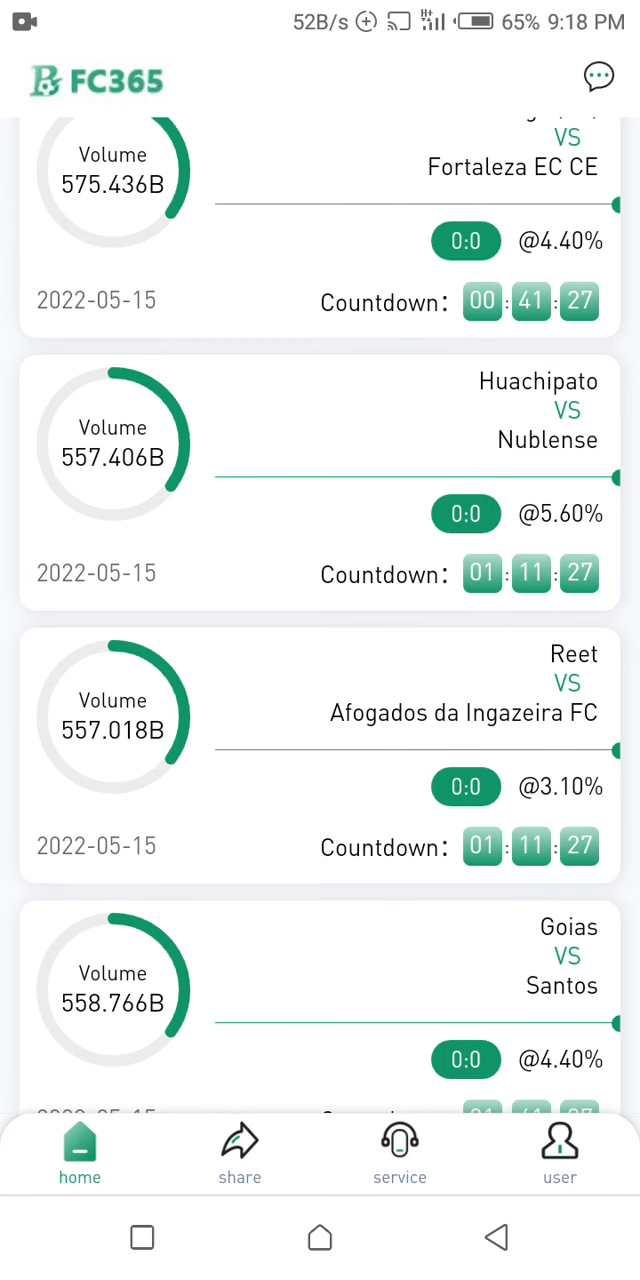 52B/s 65% 9:18 PM
FC365
VS
Volume
575.436B
Fortaleza EC CE
0:0 @4.40%
2022-05-15 Countdown: 00 : 41 : 27
Huachipato
VS
Volume
557.406B
Nublense
0:0 @5.60%
2022-05-15 Countdown: 01 : 11 : 27
Reet
VS
Volume
557.018B
Afogados da Ingazeira FC
0:0 @3.10%
2022-05-15 Countdown: 01 : 11 : 27
Goias
VS
Volume
558.766B
Santos
0:0 @4.40%
home share service user